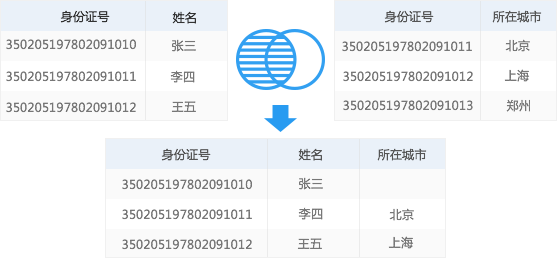 身份证号 姓名
350205197802091010 张三
350205197802091011 李四
350205197802091012 王五
身份证号 所在城市
350205197802091011 北京
350205197802091012 上海
350205197802091013 郑州
身份证号 姓名 所在城市
350205197802091010 张三
350205197802091011 李四 北京
350205197802091012 王五 上海